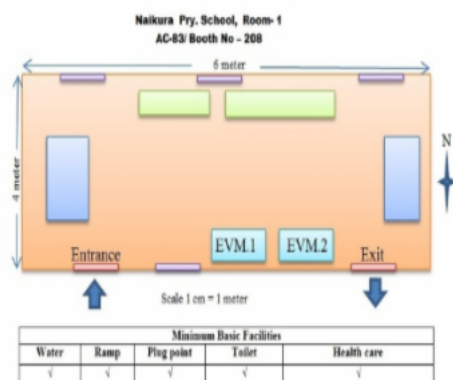 Naikura Pry. School, Room- 1
AC-83/ Booth No – 208
6 meter
4 meter
N
EVM.1 EVM.2
Entrance Exit
Scale 1 cm = 1 meter
Minimum Basic Facilities
Water Ramp Plug point Toilet Health care
√ √ √ √ √